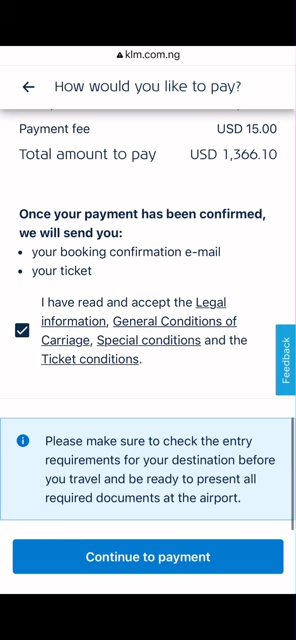 klm.com.ng
How would you like to pay?
Payment fee USD 15.00
Total amount to pay USD 1,366.10
Once your payment has been confirmed,
we will send you:
• your booking confirmation e-mail
• your ticket
I have read and accept the Legal
information, General Conditions of
Carriage, Special conditions and the
Ticket conditions.
Feedback
Please make sure to check the entry
requirements for your destination before
you travel and be ready to present all
required documents at the airport.
Continue to payment